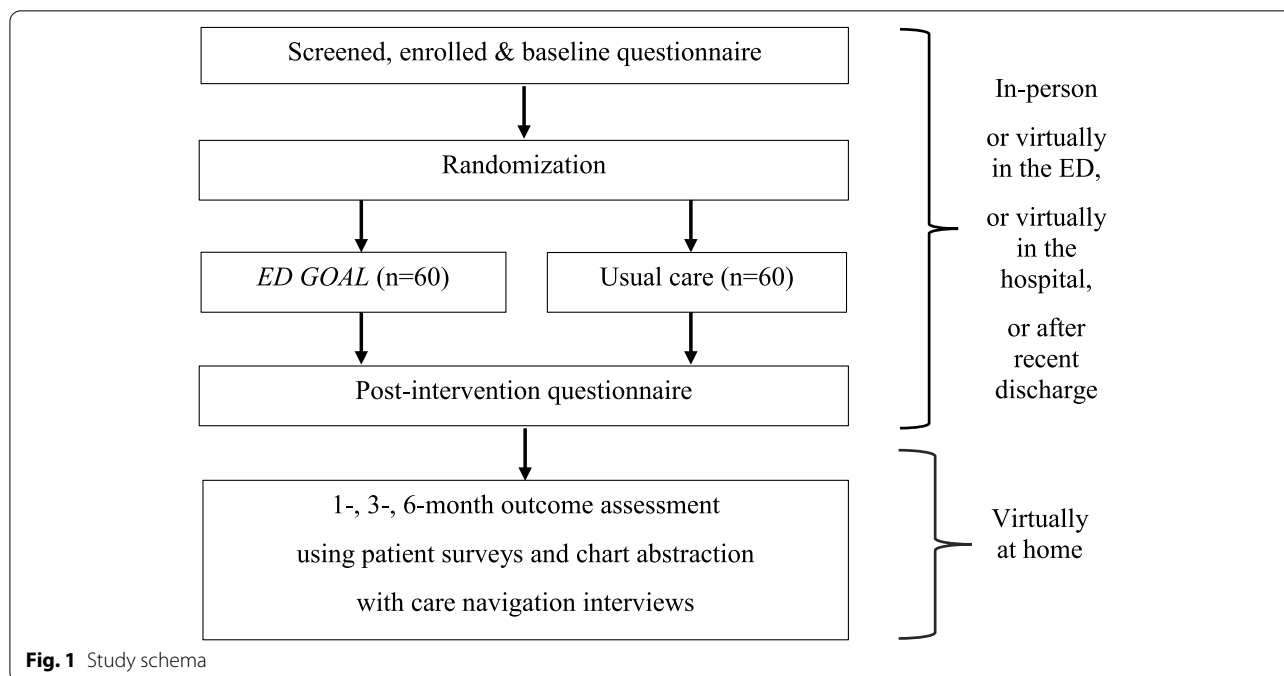 Screened, enrolled & baseline questionnaire
Randomization
ED GOAL (n=60)
Usual care (n=60)
Post-intervention questionnaire
1-, 3-, 6-month outcome assessment
using patient surveys and chart abstraction
with care navigation interviews
In-person
or virtually
in the ED,
or virtually
in the
hospital,
or after
recent
discharge
Virtually
at home
Fig. 1 Study schema